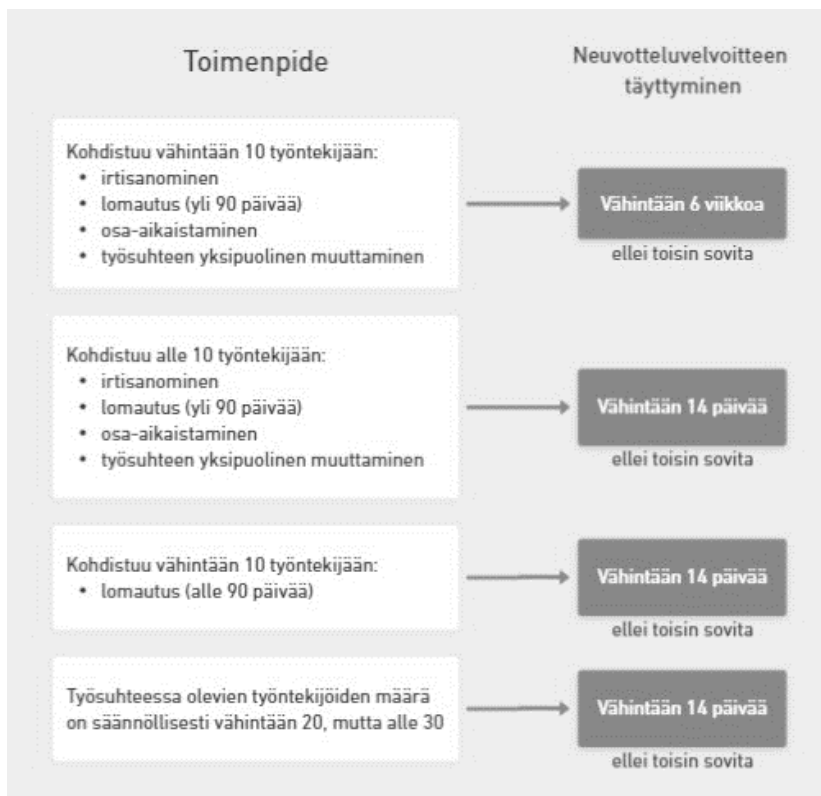 Toimenpide
Neuvotteluvelvoitteen
täyttyminen
Kohdistuu vähintään 10 työntekijään:
• irtisanominen
• lomautus (yli 90 päivää)
• osa-aikaistaminen
• työsuhteen yksipuolinen muuttaminen
Vähintään 6 viikkoa
ellei toisin sovita
Kohdistuu alle 10 työntekijään:
• irtisanominen
• lomautus (yli 90 päivää)
• osa-aikaistaminen
• työsuhteen yksipuolinen muuttaminen
Vähintään 14 päivää
ellei toisin sovita
Kohdistuu vähintään 10 työntekijään:
• lomautus (alle 90 päivää)
Vähintään 14 päivää
ellei toisin sovita
Työsuhteessa olevien työntekijöiden määrä
on säännöllisesti vähintään 20, mutta alle 30
Vähintään 14 päivää
ellei toisin sovita